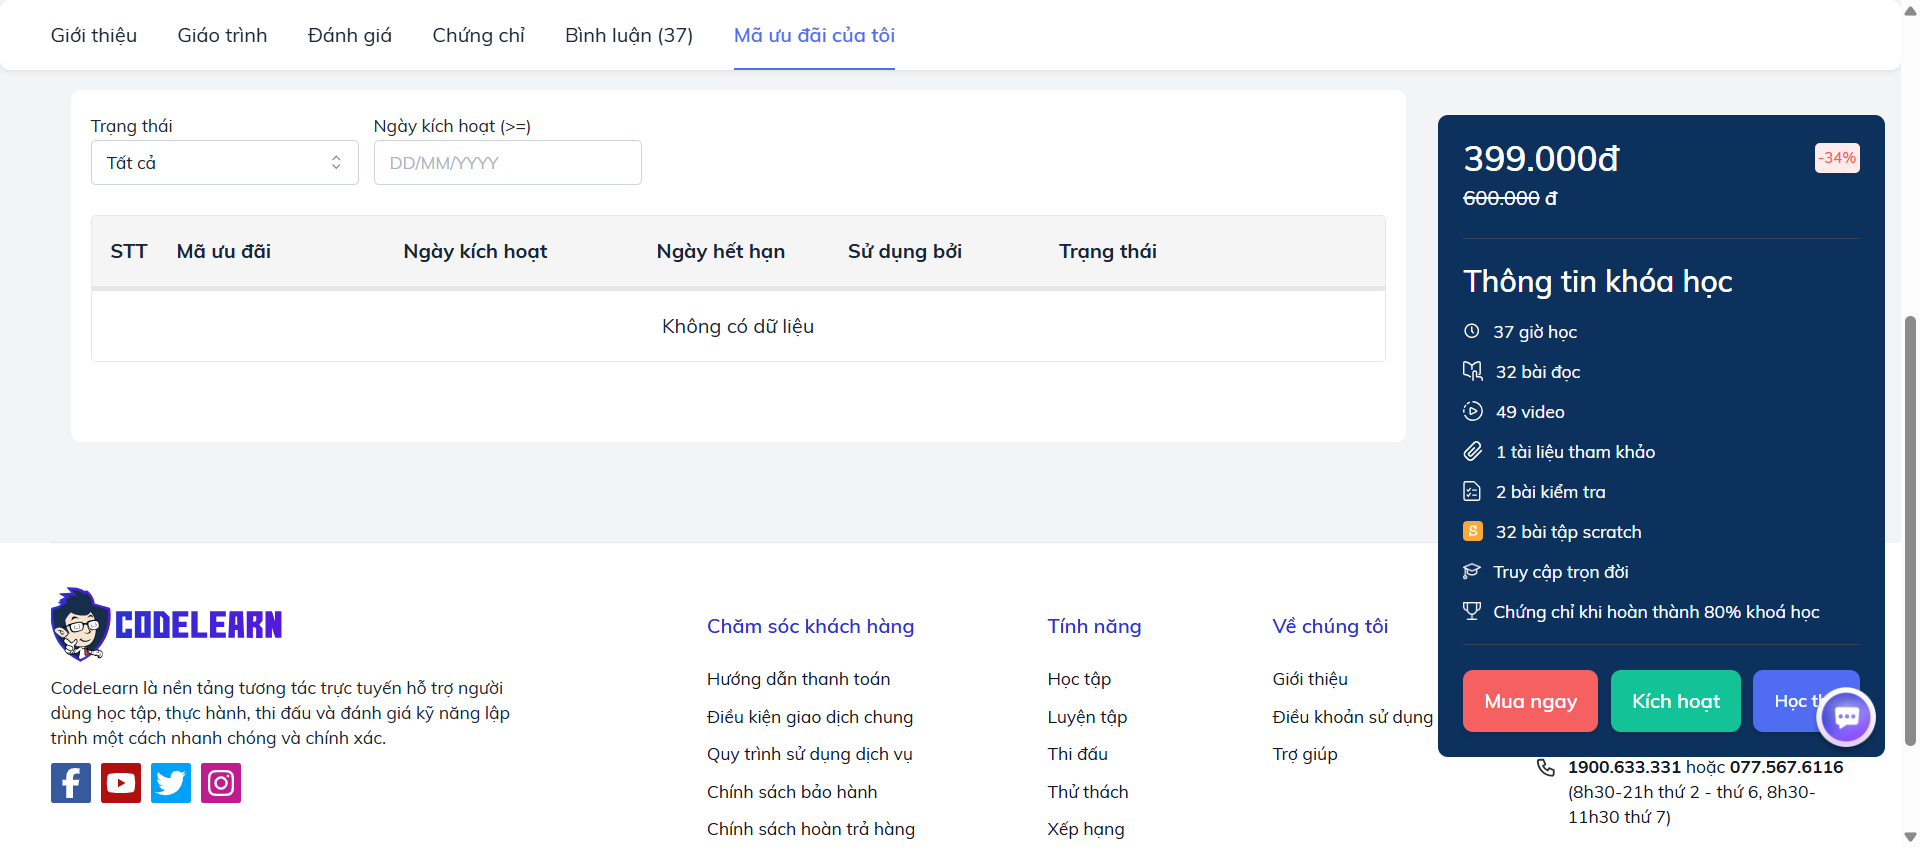 Giới thiệu Giáo trình Đánh giá Chứng chỉ Bình luận (37) Mã ưu đãi của tôi
Trạng thái Ngày kích hoạt (>=)
Tất cả DD/MM/YYYY
STT Mã ưu đãi Ngày kích hoạt Ngày hết hạn Sử dụng bởi Trạng thái
Không có dữ liệu
399.000đ -34%
600.000 đ
Thông tin khóa học
37 giờ học
32 bài đọc
49 video
1 tài liệu tham khảo
2 bài kiểm tra
S 32 bài tập scratch
Truy cập trọn đời
Chứng chỉ khi hoàn thành 80% khoá học
Mua ngay Kích hoạt Học
CODELEARN
CodeLearn là nền tảng tương tác trực tuyến hỗ trợ người
dùng học tập, thực hành, thi đấu và đánh giá kỹ năng lập
trình một cách nhanh chóng và chính xác.
Chăm sóc khách hàng
Hướng dẫn thanh toán
Điều kiện giao dịch chung
Quy trình sử dụng dịch vụ
Chính sách bảo hành
Chính sách hoàn trả hàng
Tính năng
Học tập
Luyện tập
Thi đấu
Thử thách
Xếp hạng
Về chúng tôi
Giới thiệu
Điều khoản sử dụng
Trợ giúp
1900.633.331 hoặc 077.567.6116
(8h30-21h thứ 2 - thứ 6, 8h30-
11h30 thứ 7)